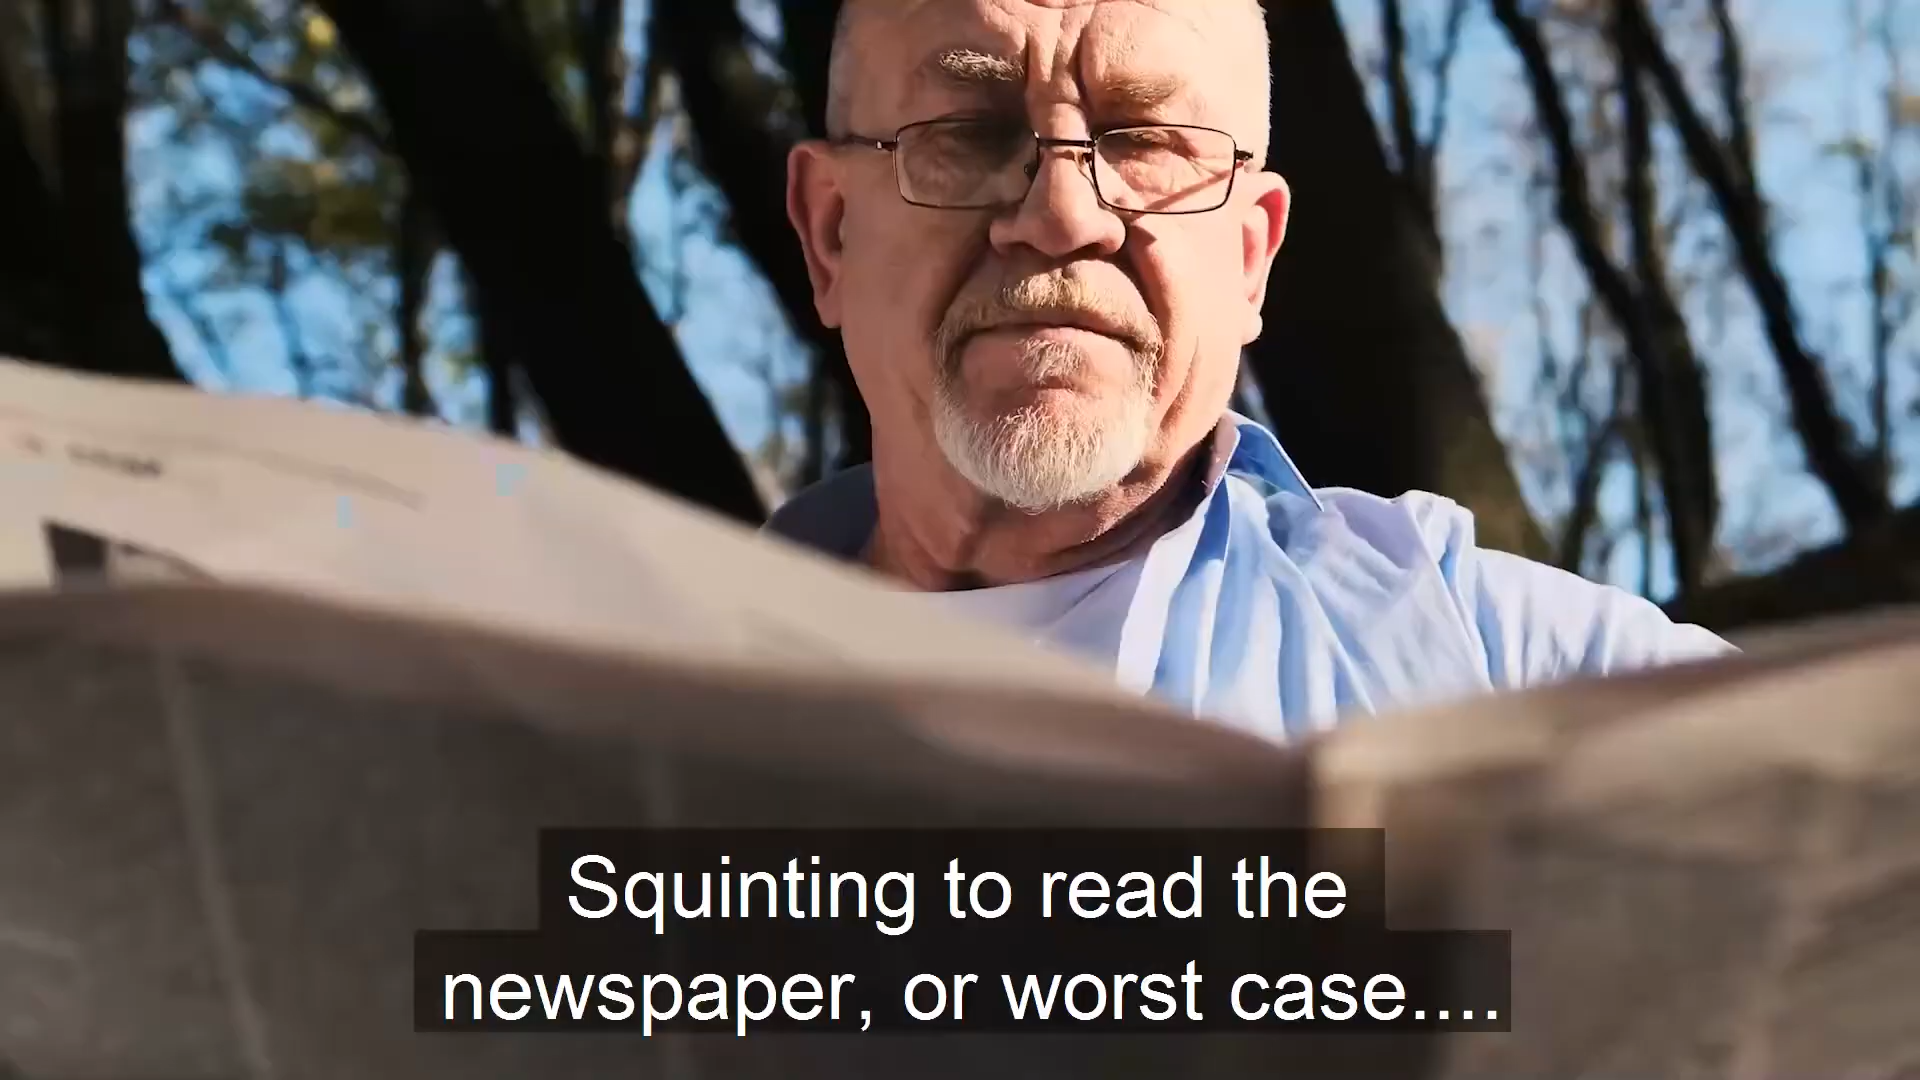 Squinting to read the
newspaper, or worst case....